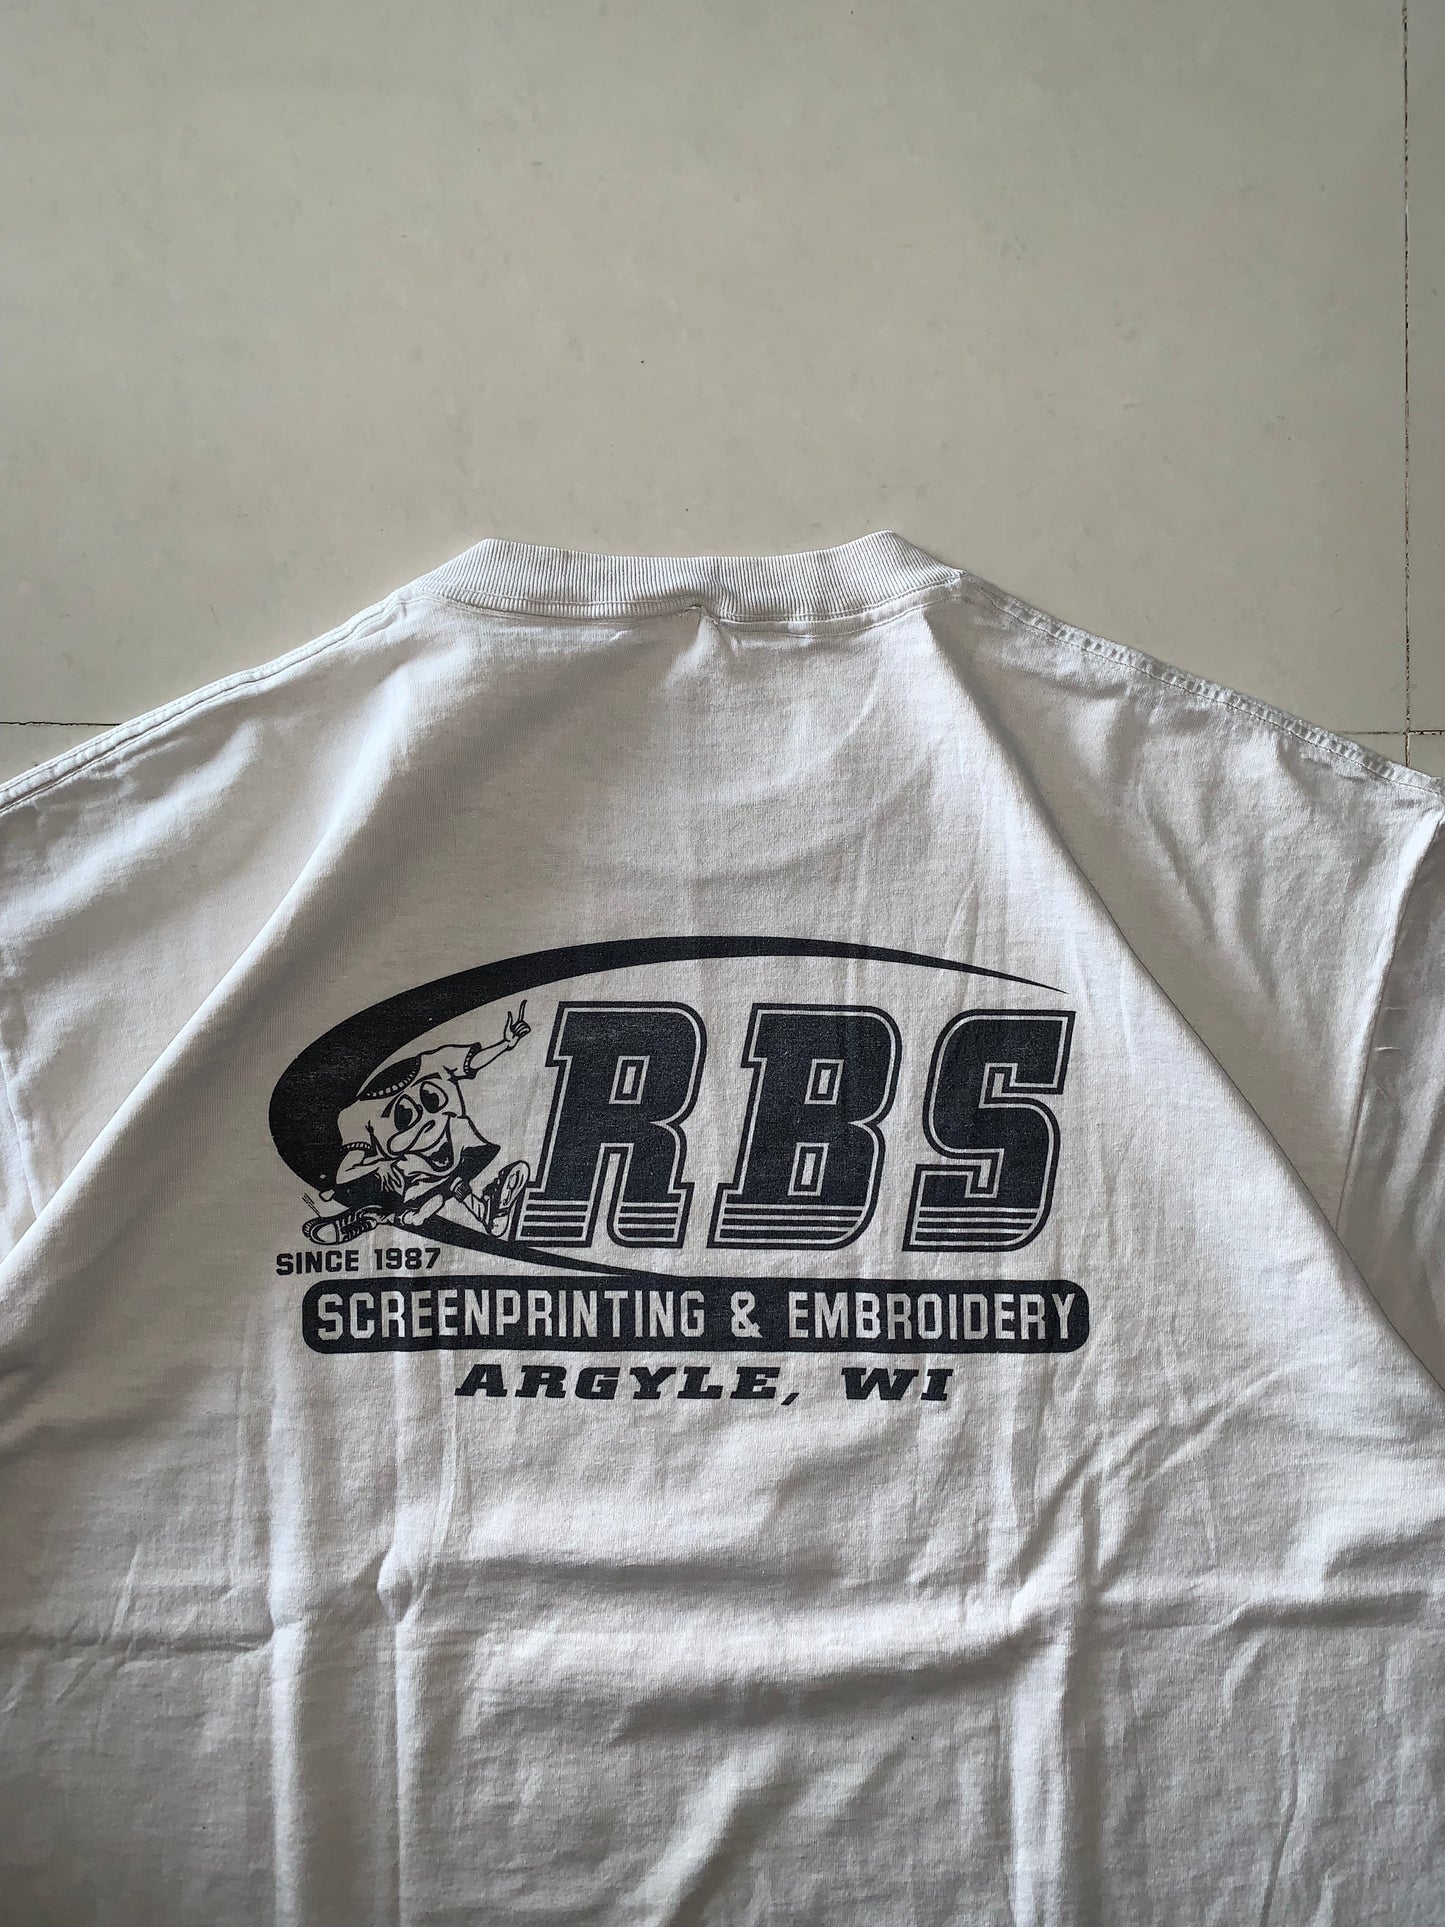 RBS
SINCE 1987
SCREENPRINTING & EMBROIDERY
ARGYLE, WI